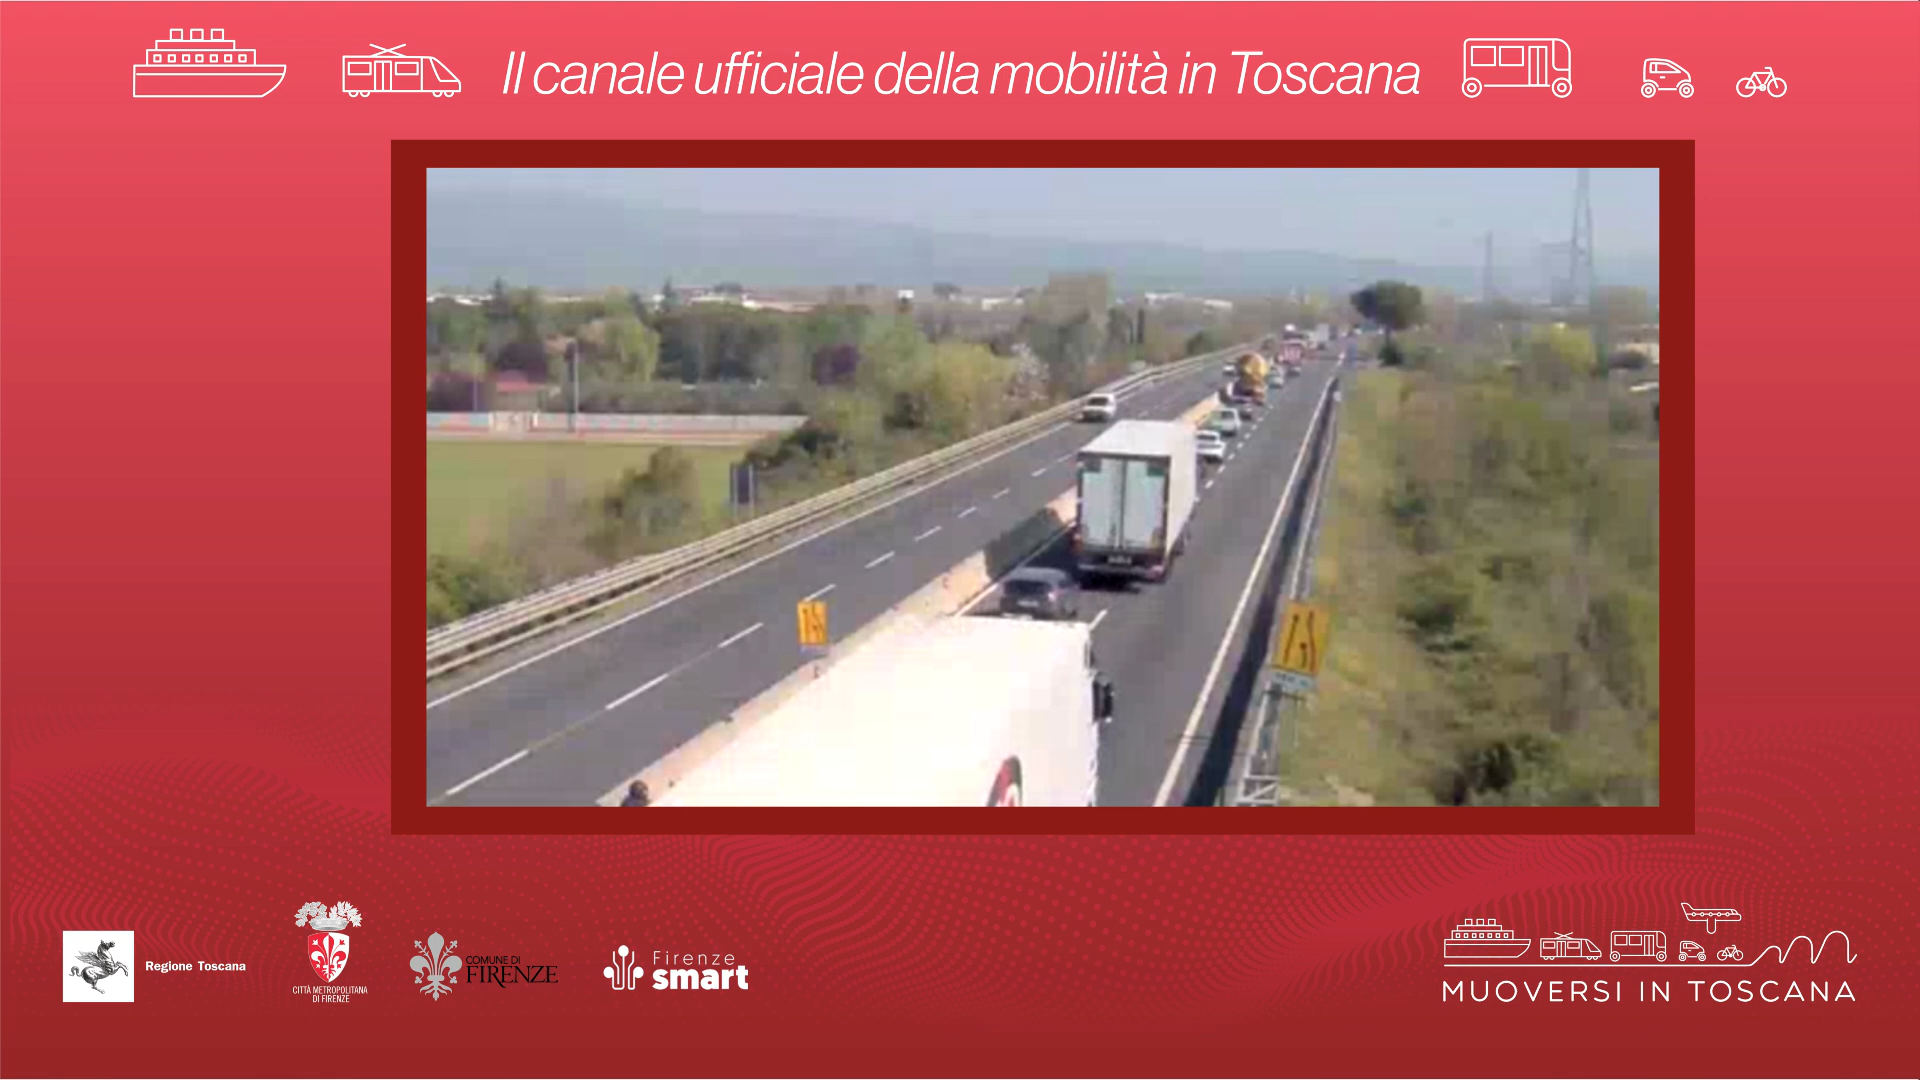 Il canale ufficiale della mobilità in Toscana
Regione Toscana
CITTÀ METROPOLITANA
DI FIRENZE
COMUNE DI
FIRENZE
Firenze
smart
MUOVERSI IN TOSCANA